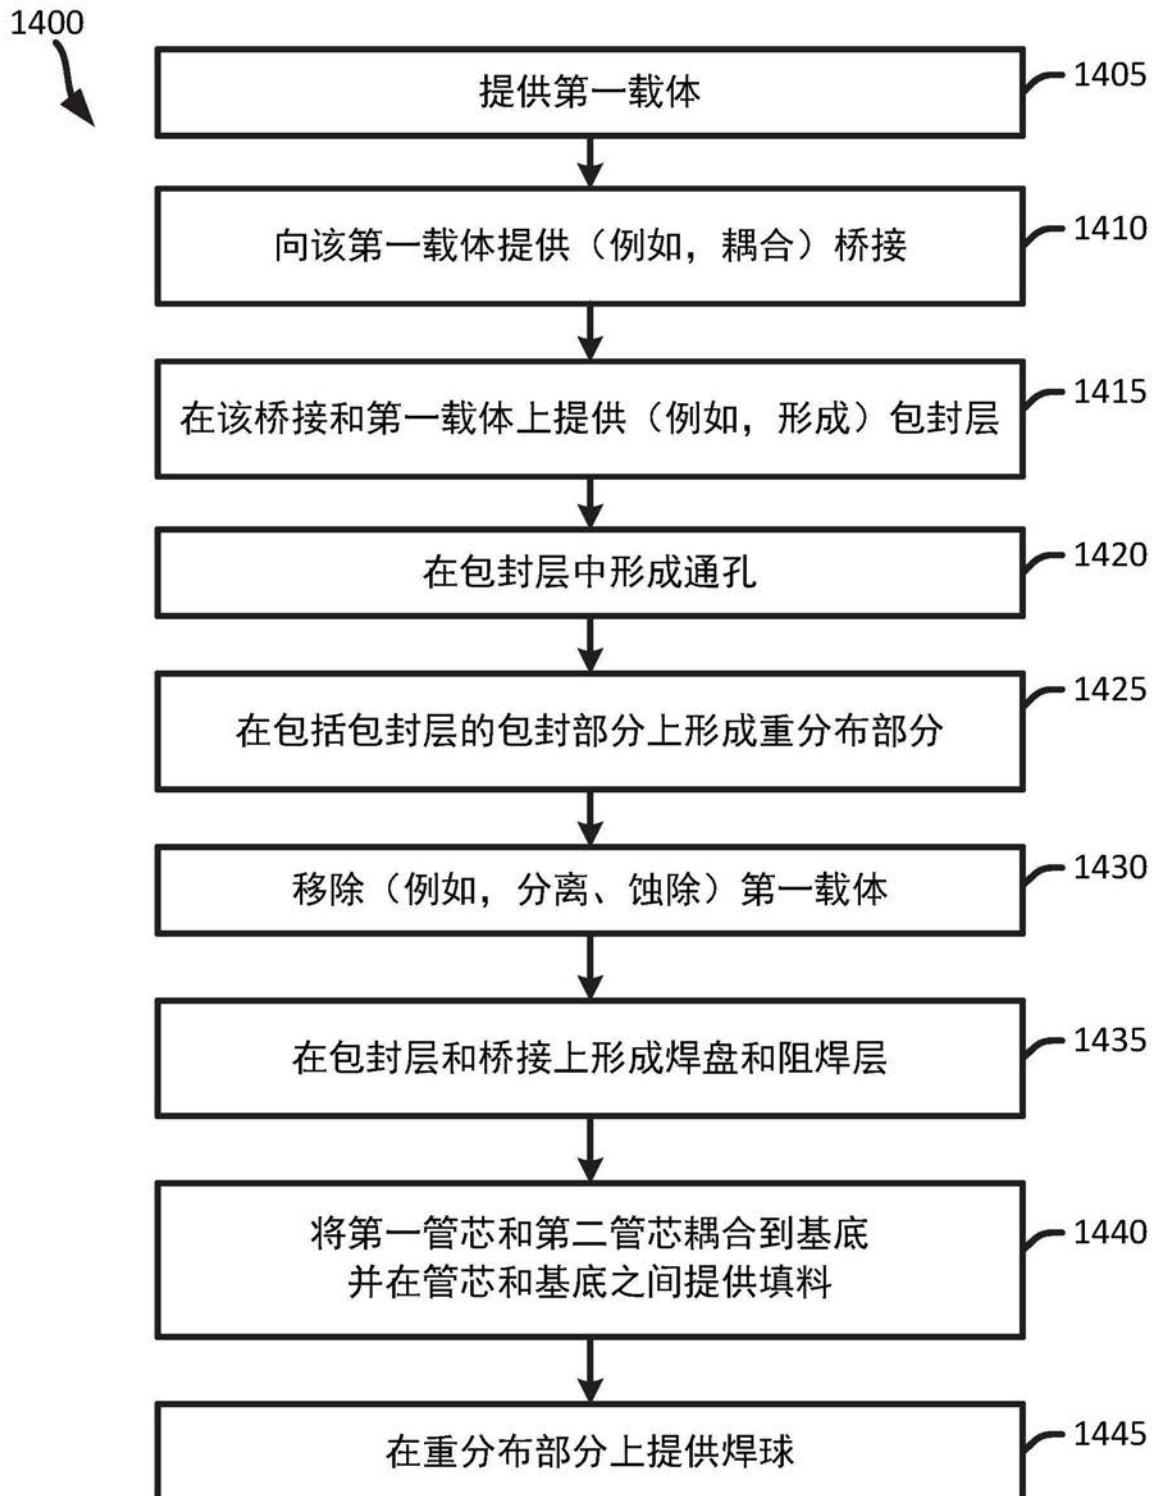 1400
提供第一载体
1405
向该第一载体提供（例如，耦合）桥接
1410
在该桥接和第一载体上提供（例如，形成）包封层
1415
在包封层中形成通孔
1420
在包括包封层的包封部分上形成重分布部分
1425
移除（例如，分离、蚀除）第一载体
1430
在包封层和桥接上形成焊盘和阻焊层
1435
将第一管芯和第二管芯耦合到基底
并在管芯和基底之间提供填料
1440
在重分布部分上提供焊球
1445